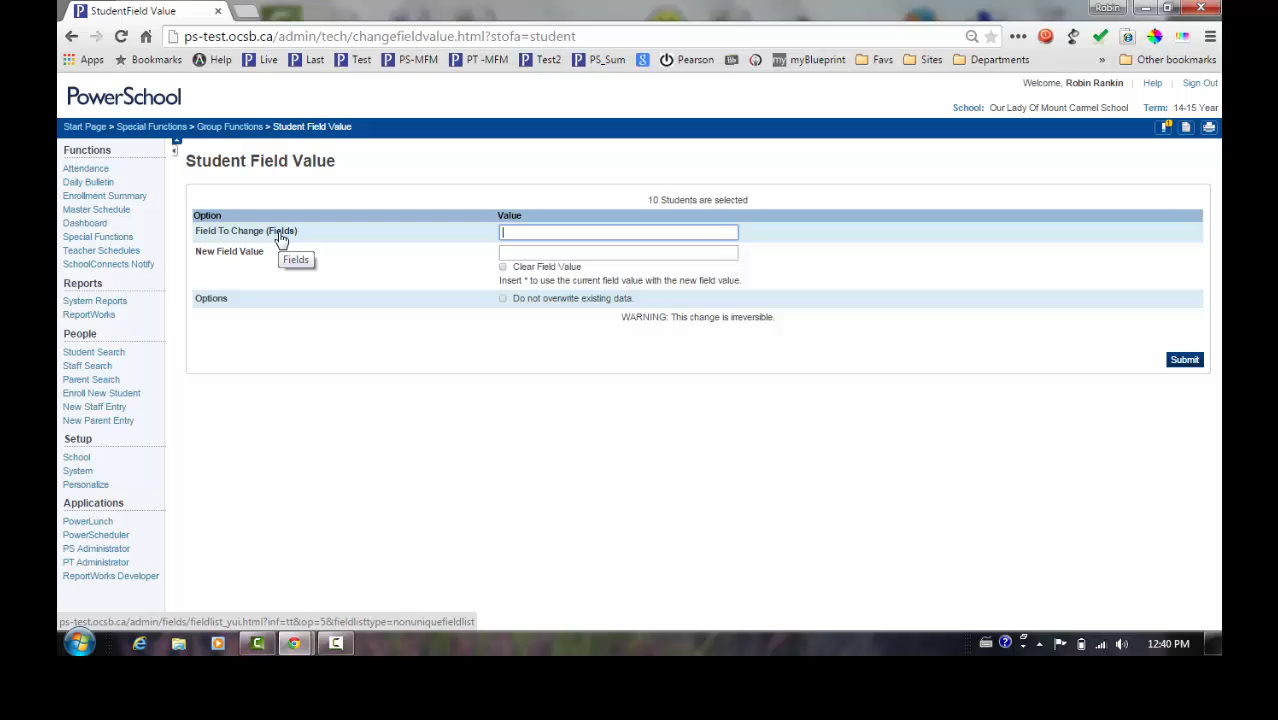 StudentField Value
Robin
ps-test.ocsb.ca/admin/tech/changefieldvalue.html?stofa=student
Apps Bookmarks Help Live Last Test PS-MFM PT -MFM Test2 PS_Sum Pearson myBlueprint Favs Sites Departments » Other bookmarks
Welcome, Robin Rankin Help Sign Out
PowerSchool
School: Our Lady Of Mount Carmel School Term: 14-15 Year
Start Page > Special Functions > Group Functions > Student Field Value
Functions
Attendance
Daily Bulletin
Enrollment Summary
Master Schedule
Dashboard
Special Functions
Teacher Schedules
SchoolConnects Notify
Reports
System Reports
ReportWorks
People
Student Search
Staff Search
Parent Search
Enroll New Student
New Staff Entry
New Parent Entry
Setup
School
System
Personalize
Applications
PowerLunch
PowerScheduler
PS Administrator
PT Administrator
ReportWorks Developer
Student Field Value
10 Students are selected
Option Value
Field To Change (Fields)
Fields
New Field Value
Clear Field Value
Insert * to use the current field value with the new field value.
Options Do not overwrite existing data.
WARNING: This change is irreversible.
Submit
ps-test.ocsb.ca/admin/fields/fieldlist_yui.html?inf=tt&op=5&fieldlisttype=nonuniquefieldlist
12:40 PM